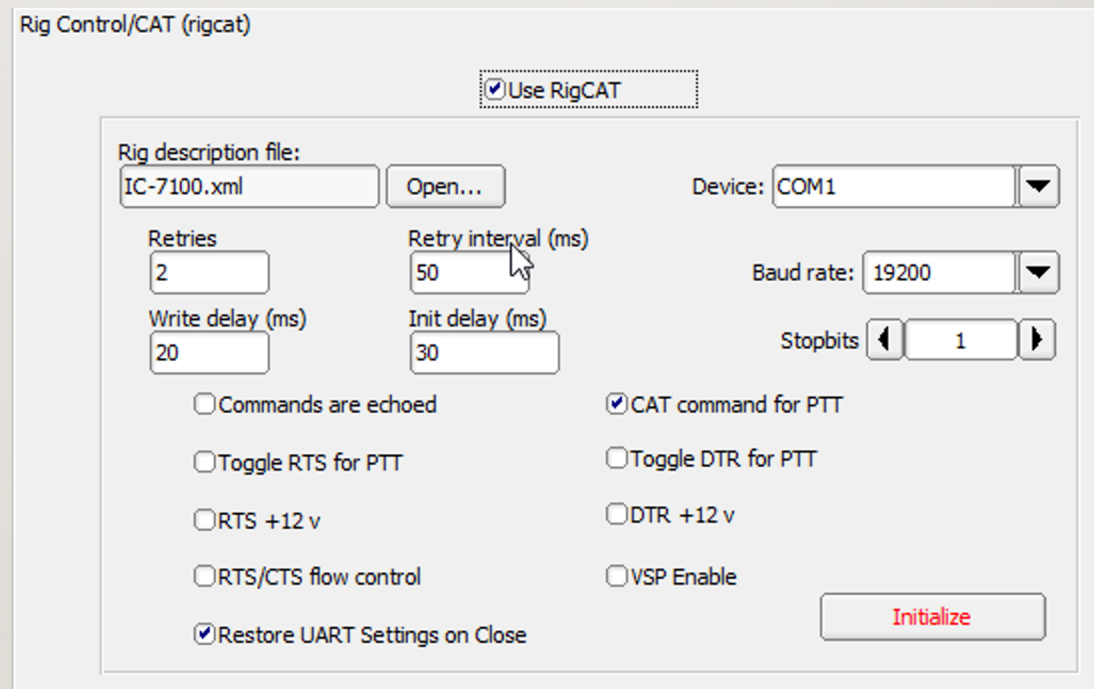 Rig Control/CAT (rigcat)
Use RigCAT
Rig description file:
IC-7100.xml Open... Device: COM1
Retries Retry interval (ms)
2 50 Baud rate: 19200
Write delay (ms) Init delay (ms)
20 30 Stopbits 1
Commands are echoed CAT command for PTT
Toggle RTS for PTT Toggle DTR for PTT
RTS +12 v DTR +12 v
RTS/CTS flow control VSP Enable
Initialize
Restore UART Settings on Close